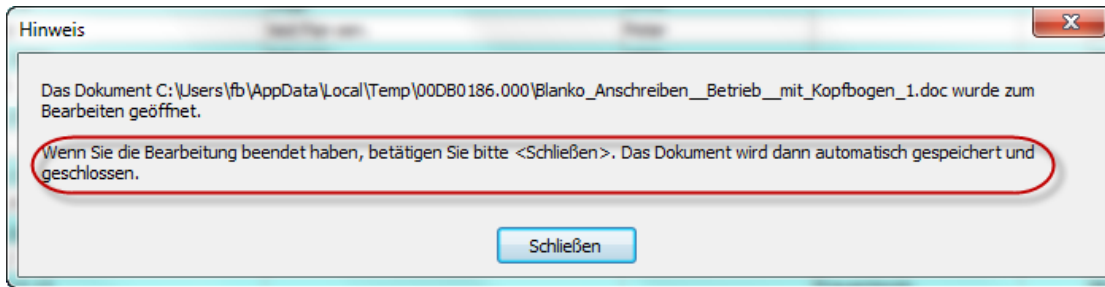 Hinweis
Das Dokument C:\Users\fb\AppData\Local\Temp\00DB0186.000\Blanko_Anschreiben__Betrieb__mit_Kopfbogen_1.doc wurde zum
Bearbeiten geöffnet.
Wenn Sie die Bearbeitung beendet haben, betätigen Sie bitte <Schließen>. Das Dokument wird dann automatisch gespeichert und
geschlossen.
Schließen